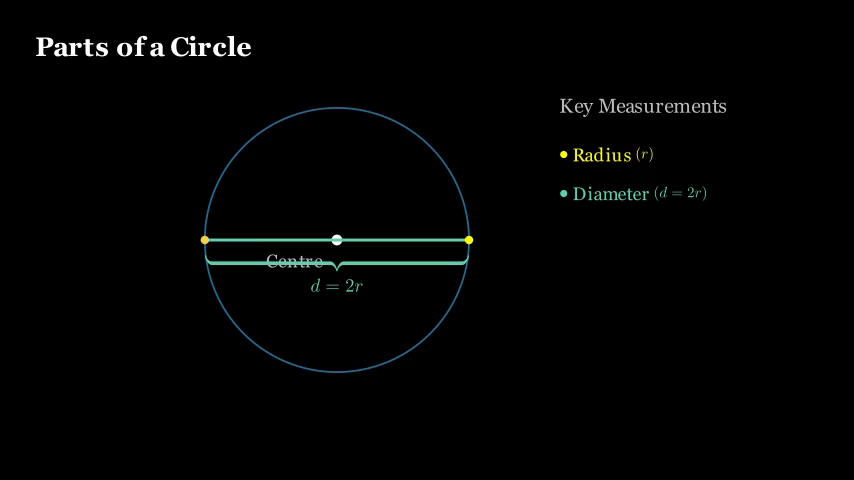 Parts of a Circle
Key Measurements
Radius (r)
Diameter (d = 2r)
Centre
d = 2r